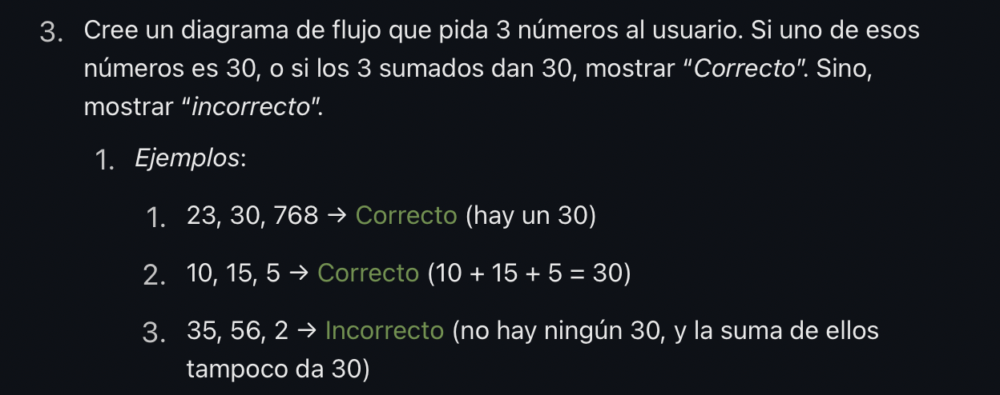 3. Cree un diagrama de flujo que pida 3 números al usuario. Si uno de esos
números es 30, o si los 3 sumados dan 30, mostrar “Correcto”. Sino,
mostrar “incorrecto”.
1. Ejemplos:
1. 23, 30, 768 → Correcto (hay un 30)
2. 10, 15, 5 → Correcto (10 + 15 + 5 = 30)
3. 35, 56, 2 → Incorrecto (no hay ningún 30, y la suma de ellos
tampoco da 30)